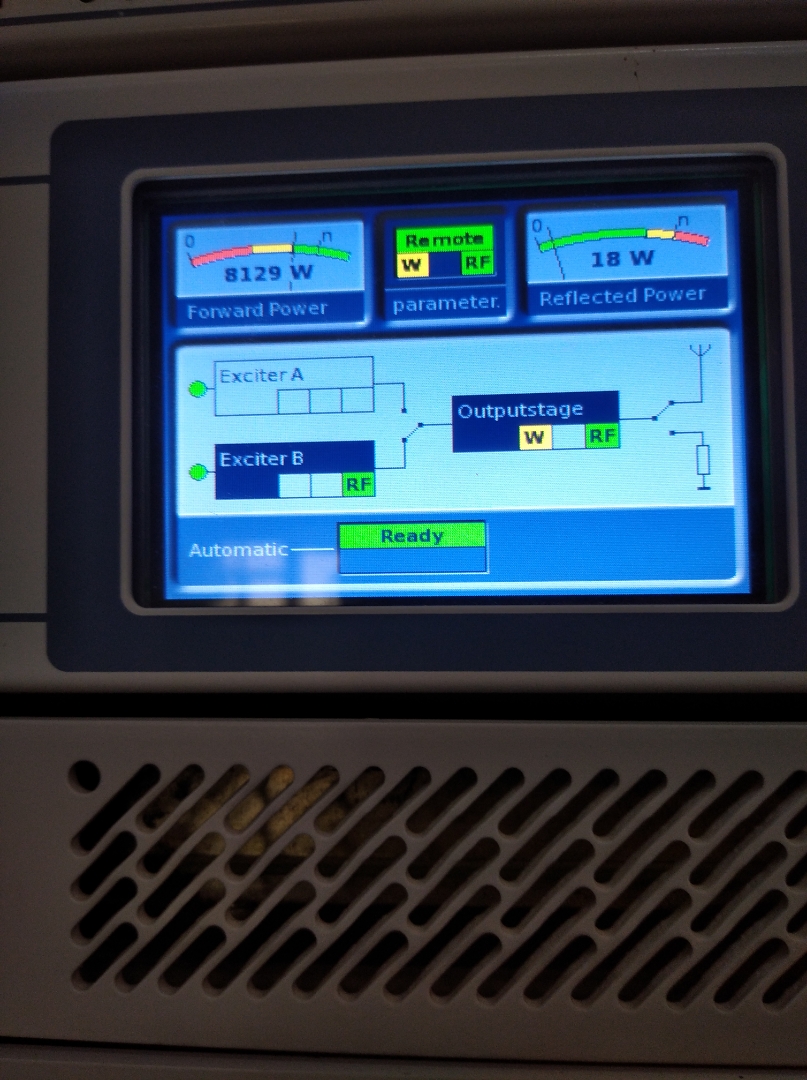 0 n
8129 W
Forward Power
Remote
W RF
parameter.
0 n
18 W
Reflected Power
Exciter A
Exciter B
RF
Outputstage
W RF
Automatic
Ready